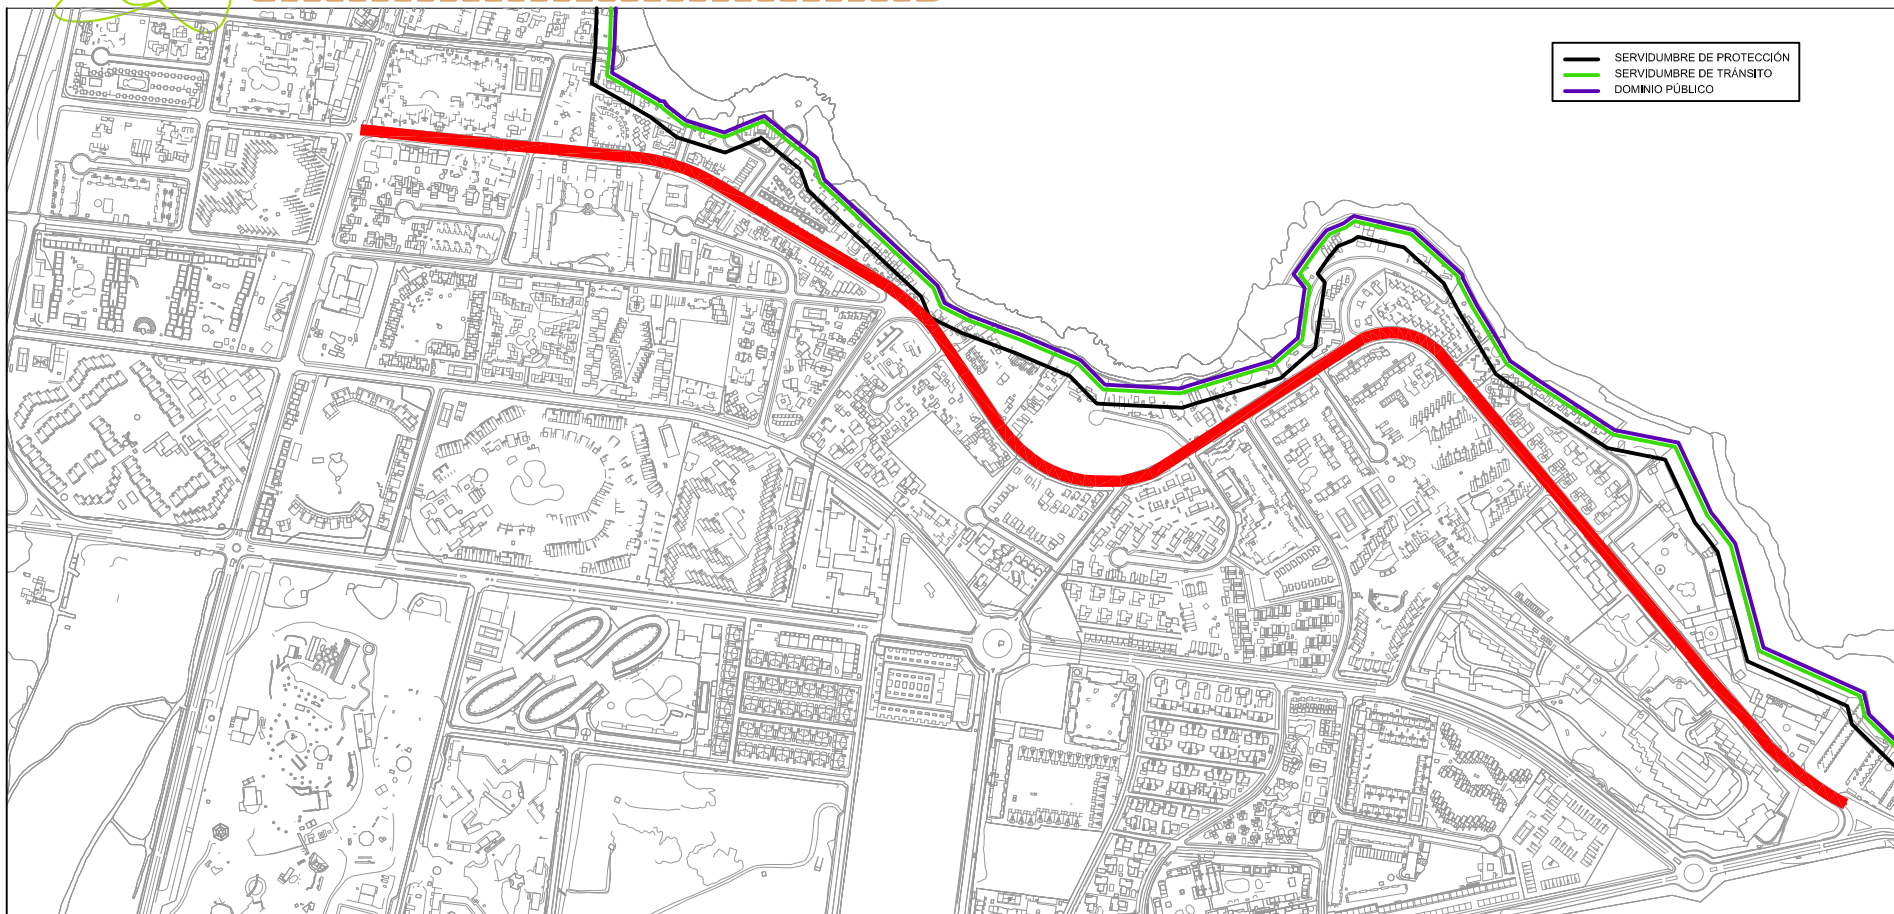 SERVIDUMBRE DE PROTECCIÓN
SERVIDUMBRE DE TRÁNSITO
DOMINIO PÚBLICO